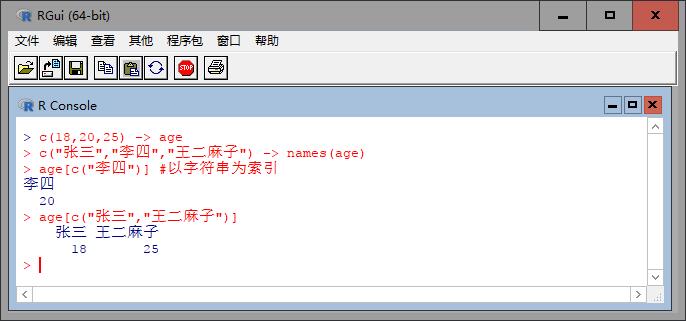 RGui (64-bit)
文件 编辑 查看 其他 程序包 窗口 帮助
STOP
R Console
> c(18,20,25) -> age
> c("张三","李四","王二麻子") -> names(age)
> age[c("李四")] #以字符串为索引
李四
  20
> age[c("张三","王二麻子")]
    张三 王二麻子
      18       25
>